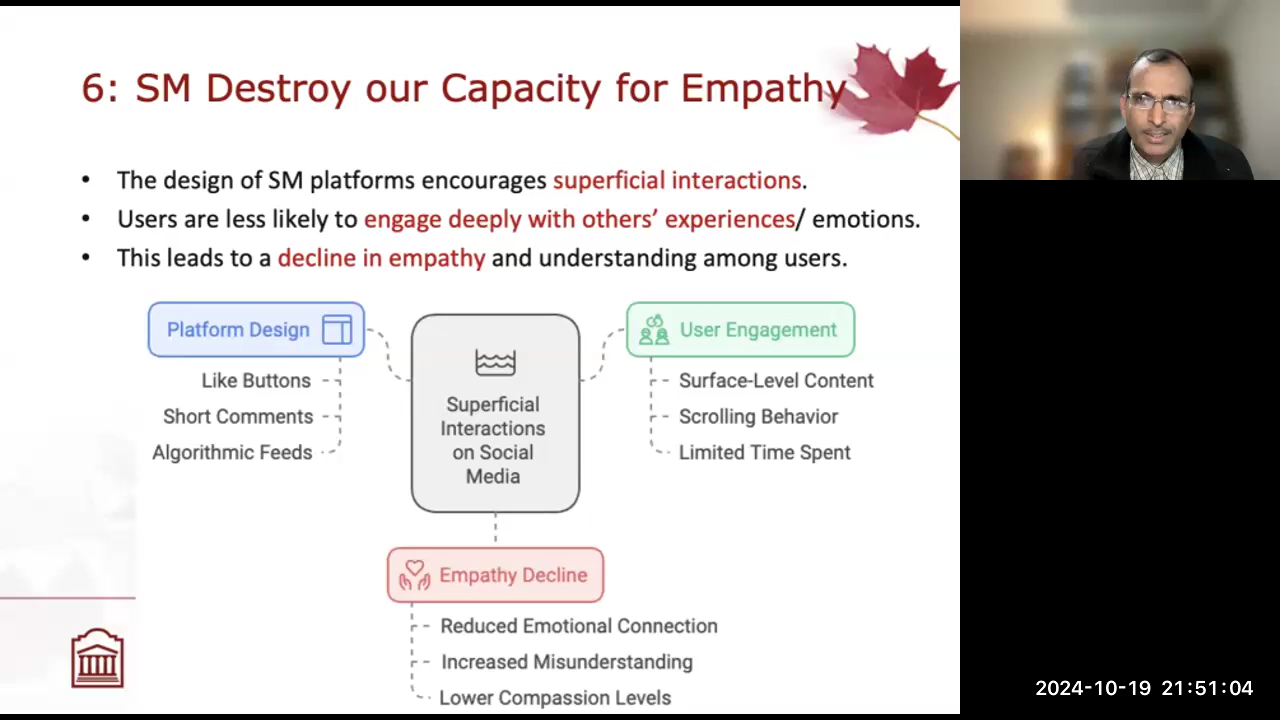 6: SM Destroy our Capacity for Empathy
• The design of SM platforms encourages superficial interactions.
• Users are less likely to engage deeply with others’ experiences/ emotions.
• This leads to a decline in empathy and understanding among users.
Platform Design
Like Buttons
Short Comments
Algorithmic Feeds
Superficial
Interactions
on Social
Media
User Engagement
Surface-Level Content
Scrolling Behavior
Limited Time Spent
Empathy Decline
Reduced Emotional Connection
Increased Misunderstanding
Lower Compassion Levels
2024-10-19 21:51:04